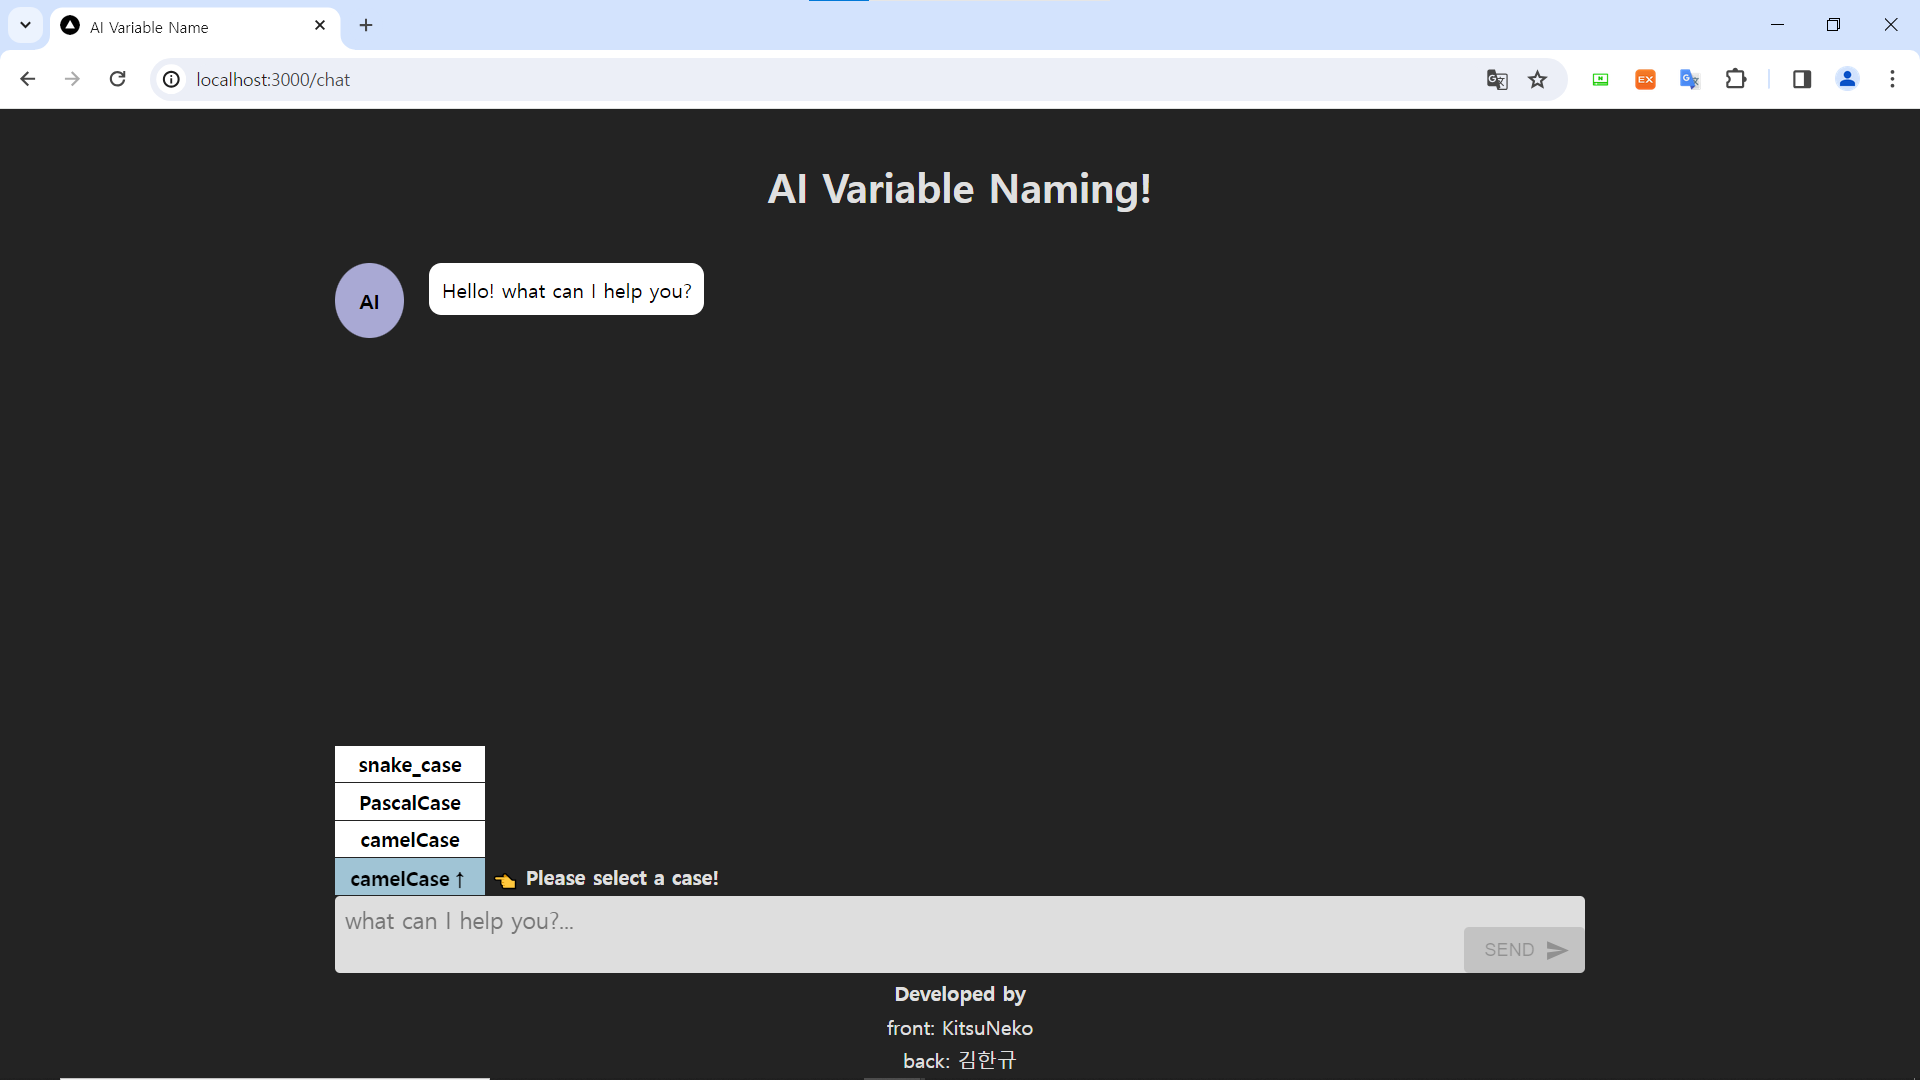 AI Variable Name
localhost:3000/chat
EX
AI Variable Naming!
AI
Hello! what can I help you?
snake_case
PascalCase
camelCase
camelCase ↑
👈 Please select a case!
what can I help you?...
SEND
Developed by
front: KitsuNeko
back: 김한규